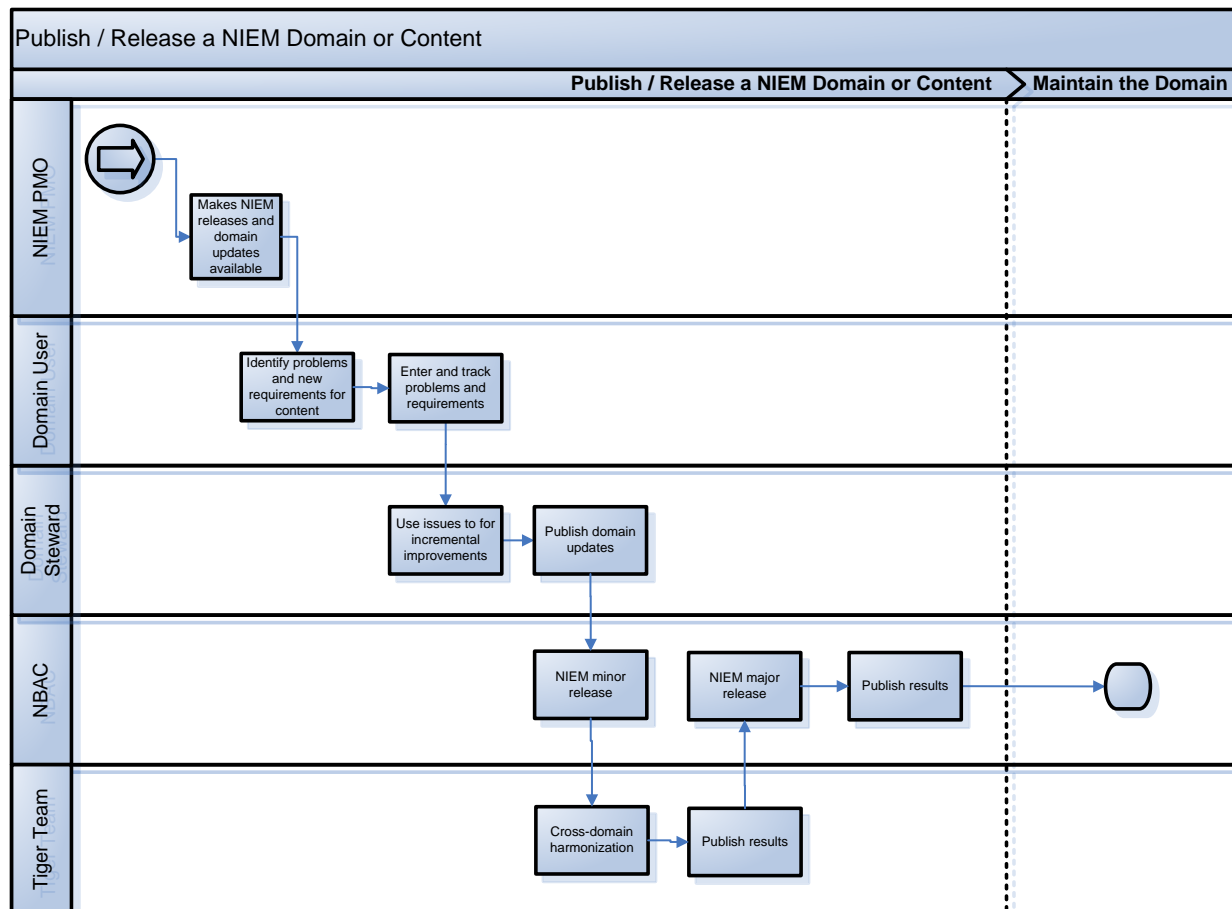 Publish / Release a NIEM Domain or Content
Publish / Release a NIEM Domain or Content
Maintain the Domain
NIEM PMO
Makes NIEM
releases and
domain
updates
available
Domain User
Identify problems
and new
requirements for
content
Enter and track
problems and
requirements
Domain
Steward
Use issues to for
incremental
improvements
Publish domain
updates
NBAC
NIEM minor
release
NIEM major
release
Publish results
Tiger Team
Cross-domain
harmonization
Publish results